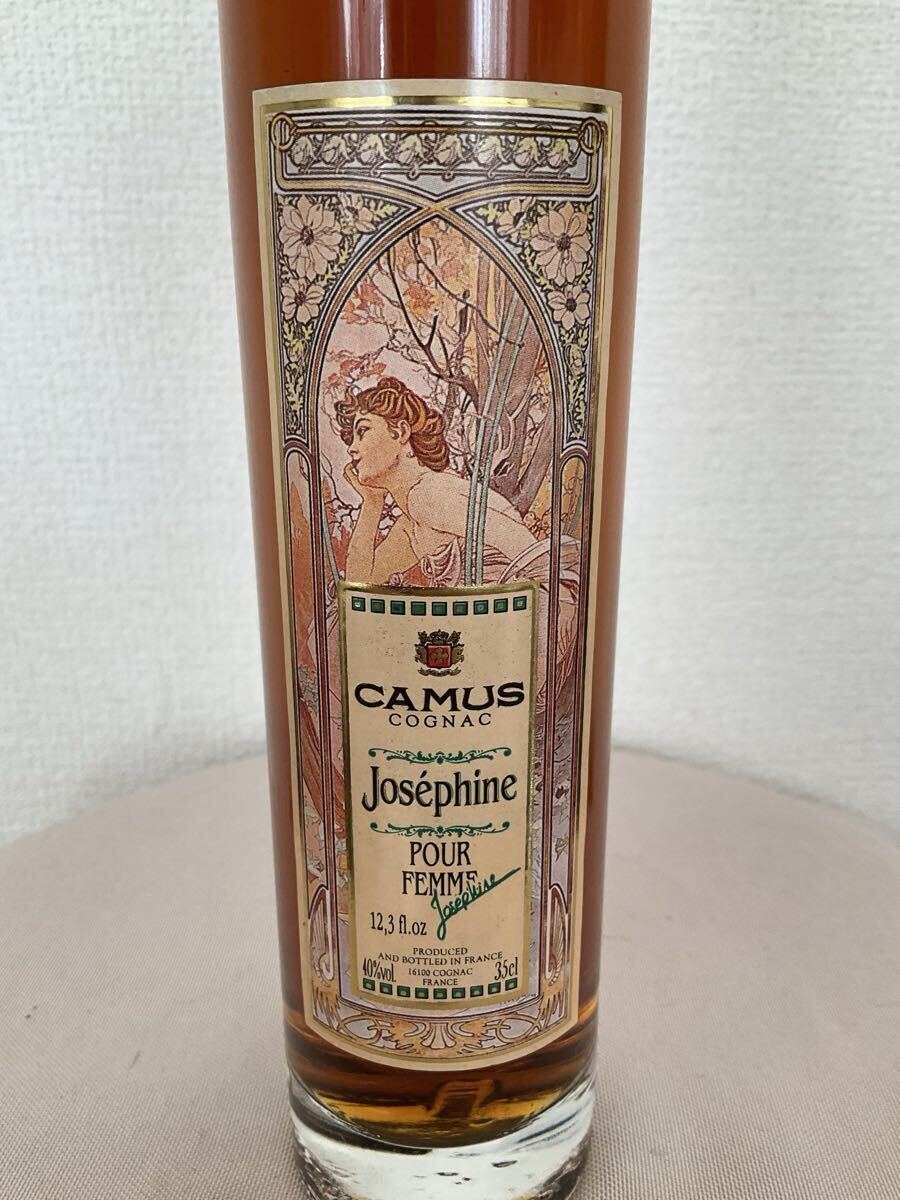 CAMUS
COGNAC
Joséphine
POUR
FEMME
Joséphine
12,3 fl.oz
PRODUCED
AND BOTTLED IN FRANCE
40%vol. 16100 COGNAC 35cl
FRANCE